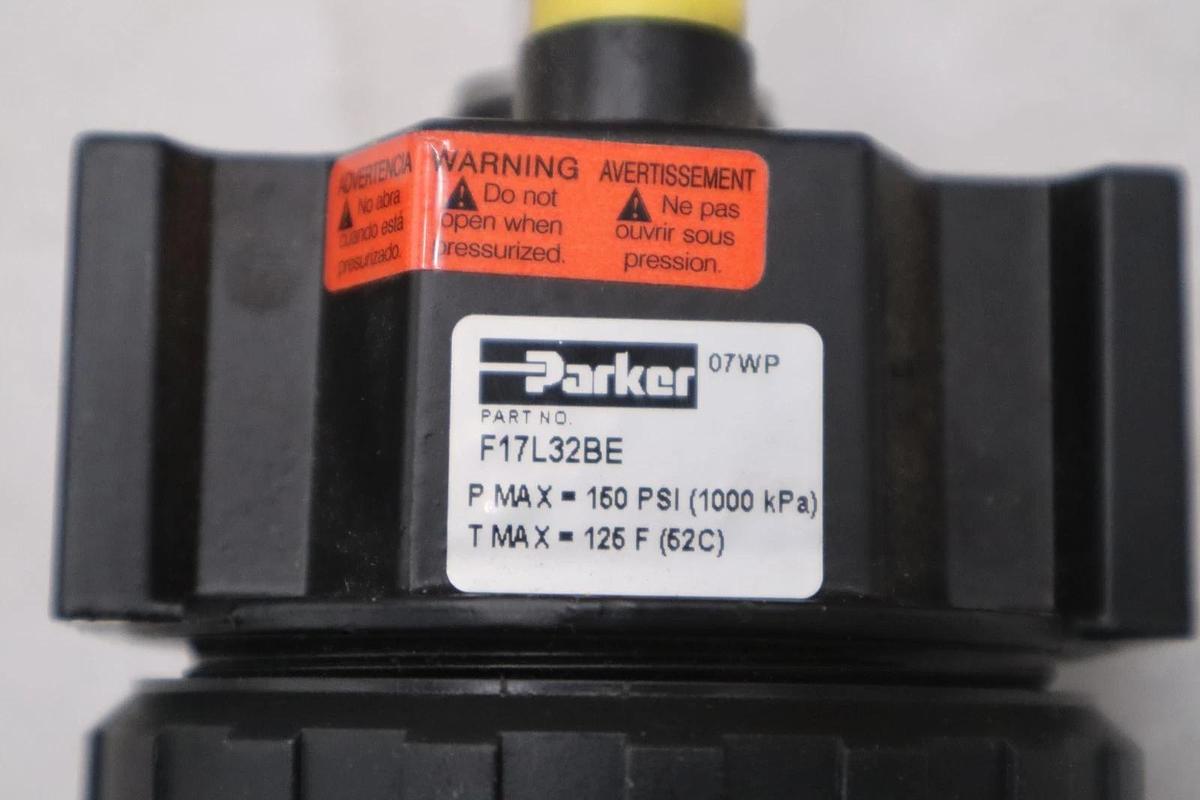 ADVERTENCIA
No abra
cuando está
presurizado.
WARNING
Do not
open when
pressurized.
AVERTISSEMENT
Ne pas
ouvrir sous
pression.
Parker 07WP
PART NO.
F17L32BE
P MAX = 150 PSI (1000 kPa)
T MAX = 125 F (52C)